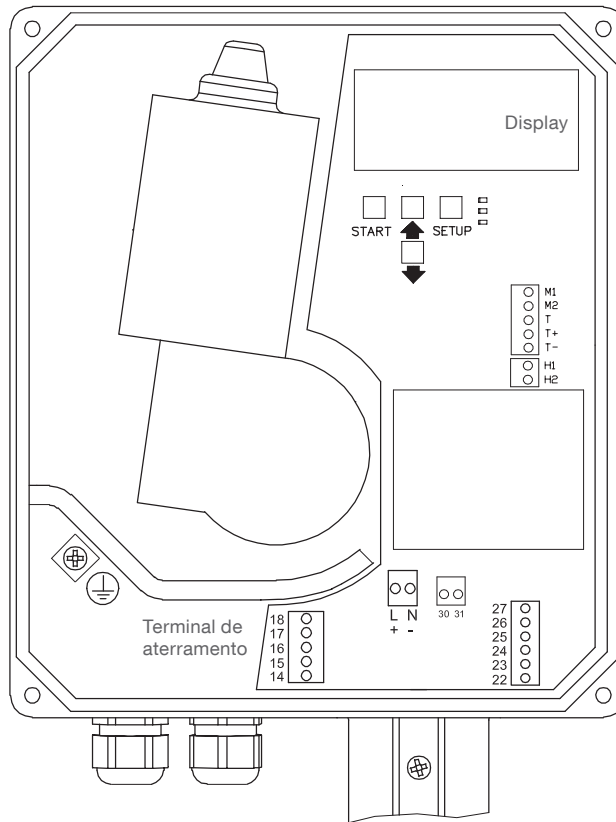 Display
START
SETUP
M1
M2
T
T+
T-
H1
H2
L N
+ -
30 31
18
17
16
15
14
27
26
25
24
23
22
Terminal de
aterramento